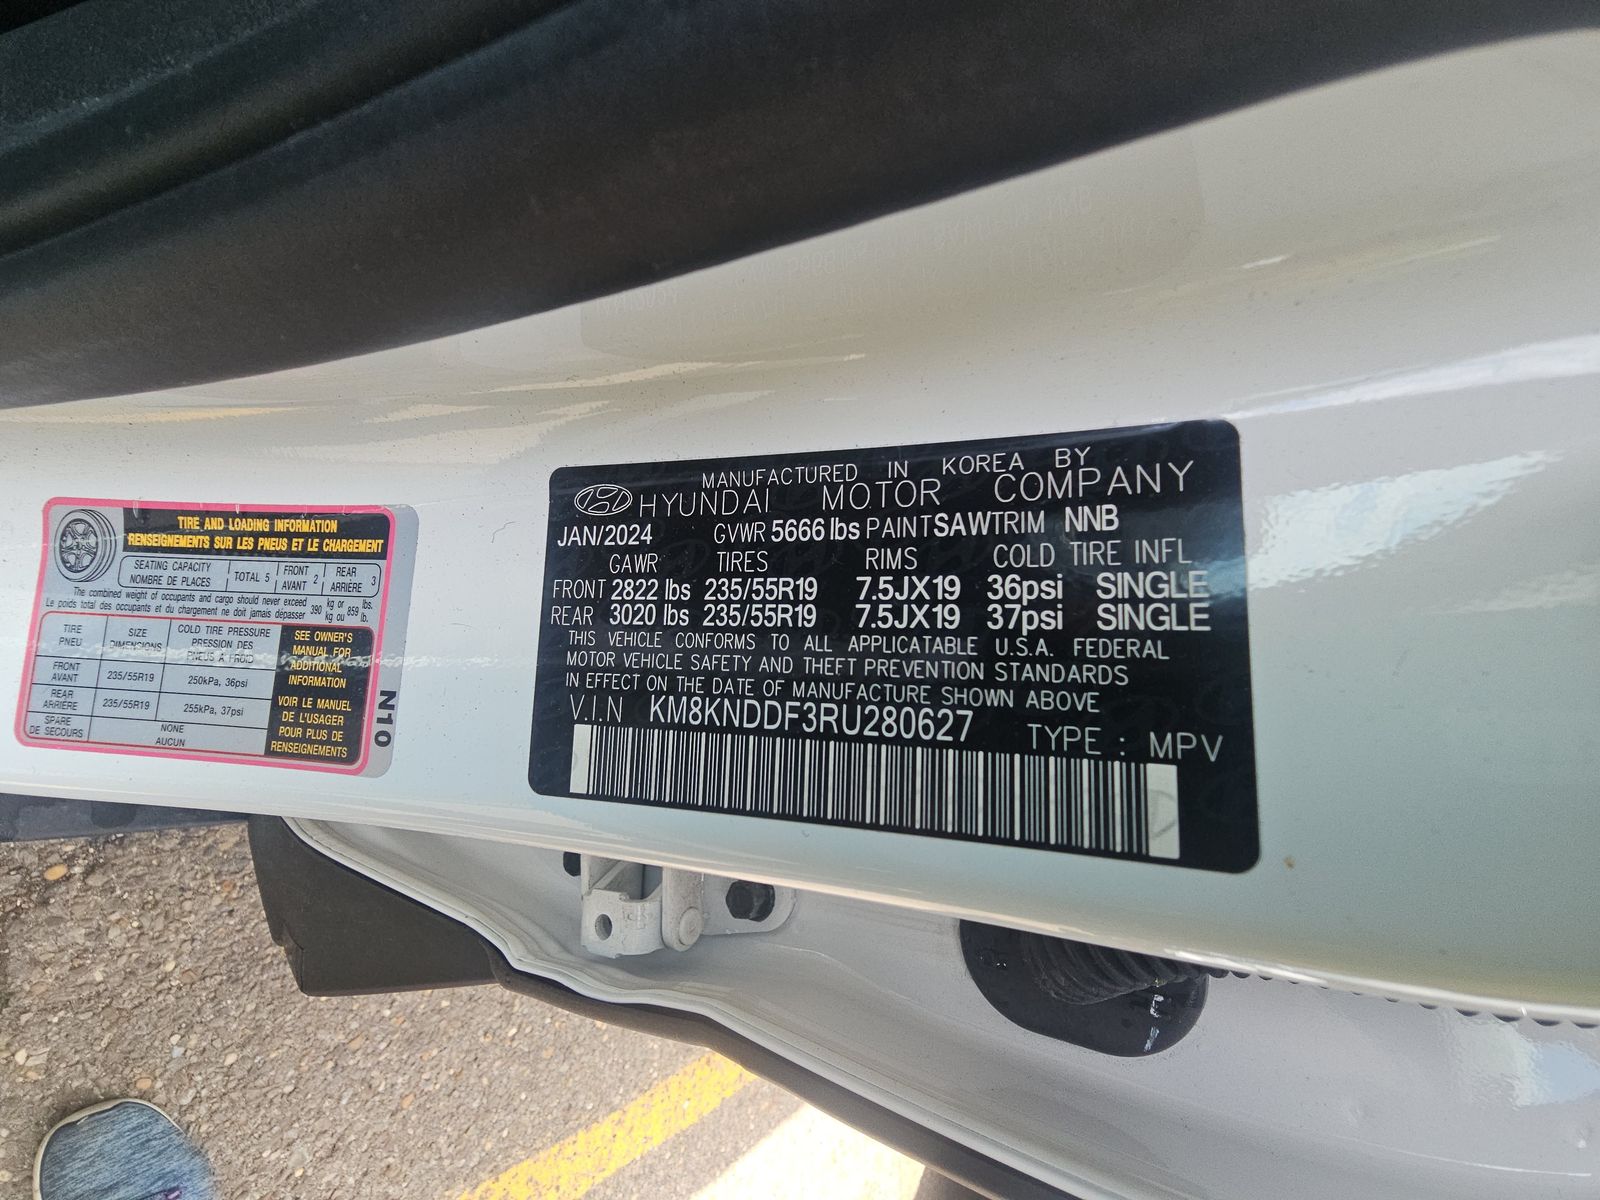 TIRE AND LOADING INFORMATION
RENSEIGNEMENTS SUR LES PNEUS ET LE CHARGEMENT
SEATING CAPACITY
NOMBRE DE PLACES
TOTAL 5
FRONT
AVANT 2
REAR
ARRIÈRE 3
The combined weight of occupants and cargo should never exceed 390 kg or 859 lbs.
Le poids total des occupants et du chargement ne doit jamais dépasser 390 kg ou 859 lb.
TIRE
PNEU
SIZE
DIMENSIONS
COLD TIRE PRESSURE
PRESSION DES
PNEUS A FROID
FRONT
AVANT
235/55R19
250kPa, 36psi
REAR
ARRIÈRE
235/55R19
255kPa, 37psi
SPARE
DE SECOURS
NONE
AUCUN
SEE OWNER'S
MANUAL FOR
ADDITIONAL
INFORMATION
VOIR LE MANUEL
DE L'USAGER
POUR PLUS DE
RENSEIGNEMENTS
N10
MANUFACTURED IN KOREA BY
HYUNDAI MOTOR COMPANY
JAN/2024 GVWR 5666 lbs PAINT SAW TRIM NNB
GAWR TIRES RIMS COLD TIRE INFL
FRONT 2822 lbs 235/55R19 7.5JX19 36psi SINGLE
REAR 3020 lbs 235/55R19 7.5JX19 37psi SINGLE
THIS VEHICLE CONFORMS TO ALL APPLICATABLE U.S.A. FEDERAL
MOTOR VEHICLE SAFETY AND THEFT PREVENTION STANDARDS
IN EFFECT ON THE DATE OF MANUFACTURE SHOWN ABOVE
V.I.N KM8KNDDF3RU280627
TYPE : MPV